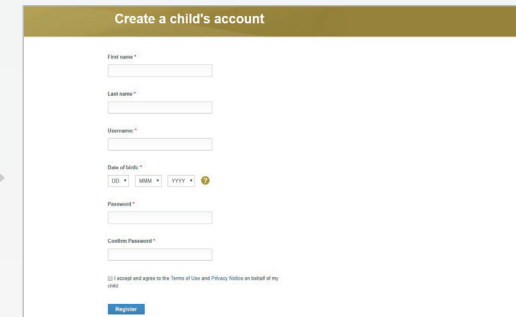 Create a child's account
First name *
Last name *
Username: *
Date of birth: *
DD MMM YYYY ?
Password *
Confirm Password *
I accept and agree to the Terms of Use and Privacy Notice on behalf of my
child.
Register